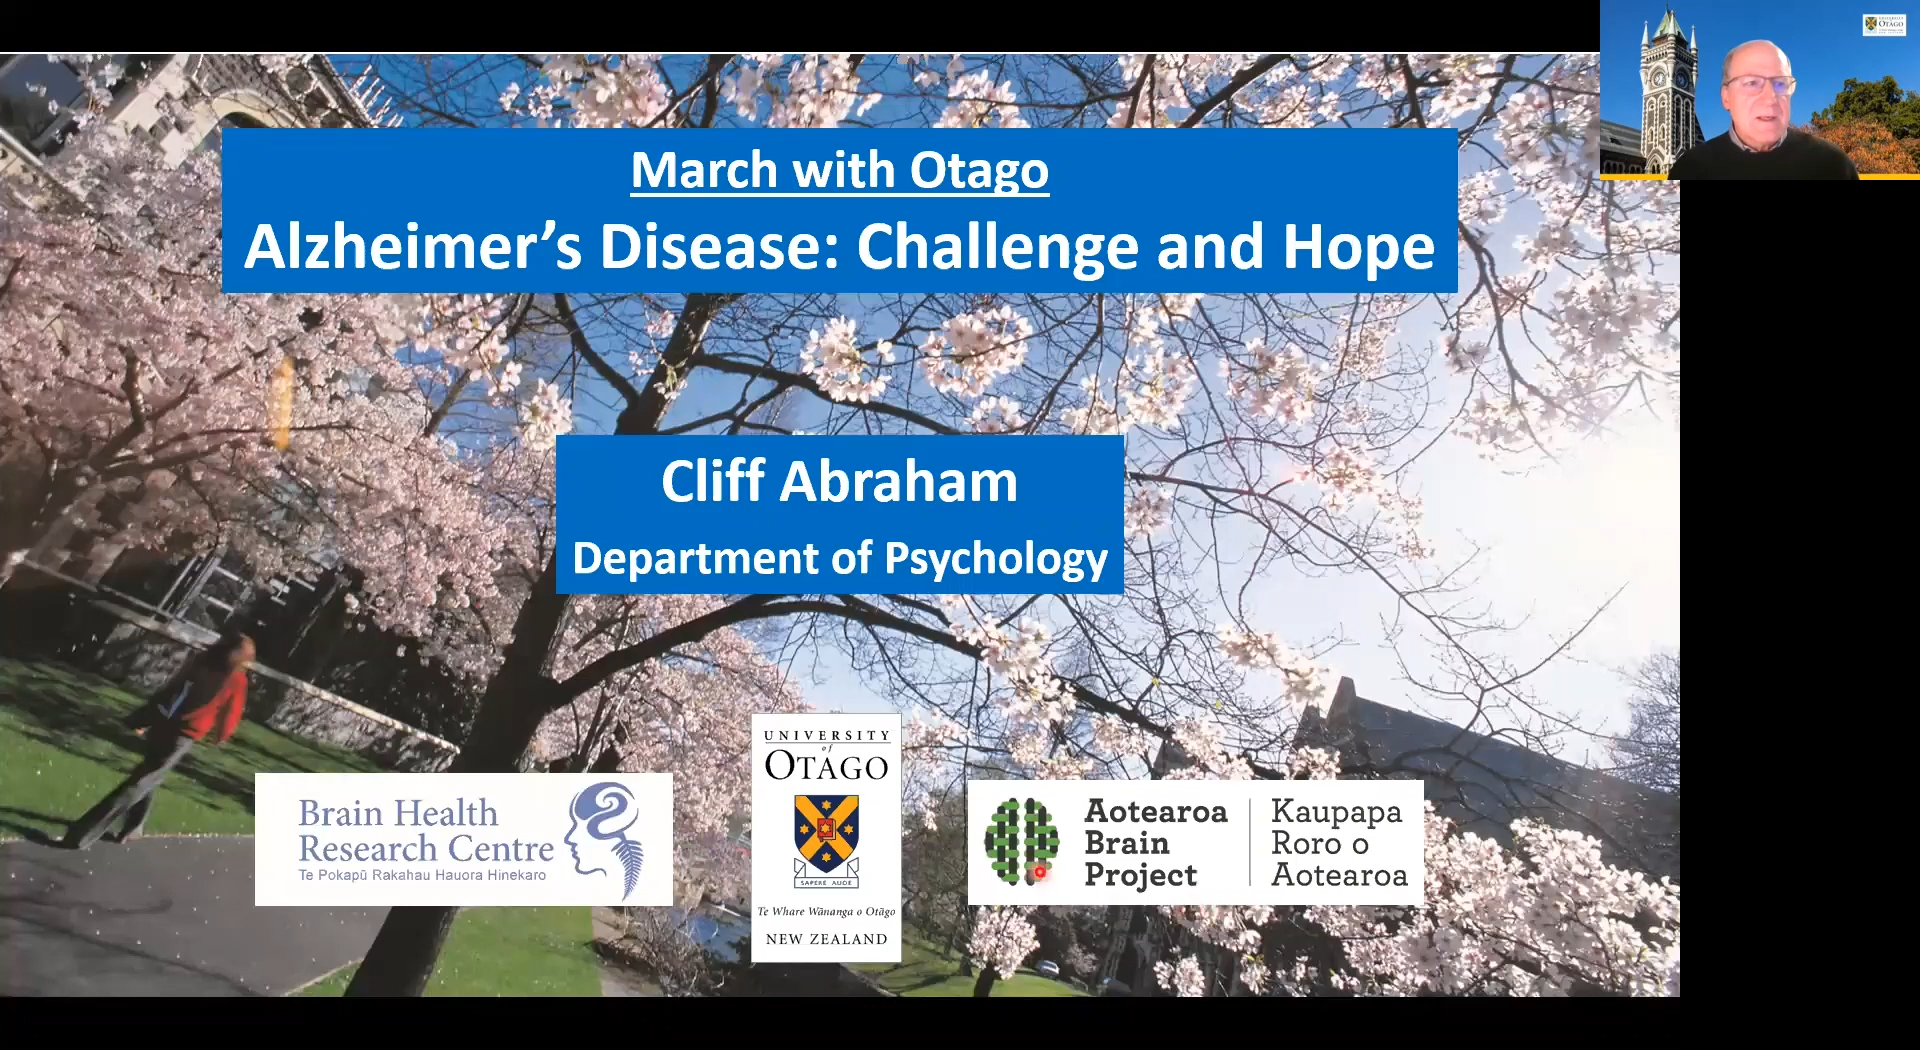 March with Otago
Alzheimer’s Disease: Challenge and Hope
Cliff Abraham
Department of Psychology
Brain Health
Research Centre
Te Pokapū Rakahau Hauora Hinekaro
UNIVERSITY
of
OTAGO
SAPERE AUDE
Te Whare Wānanga o Otāgo
NEW ZEALAND
Aotearoa
Brain
Project
Kaupapa
Roro o
Aotearoa
OTAGO